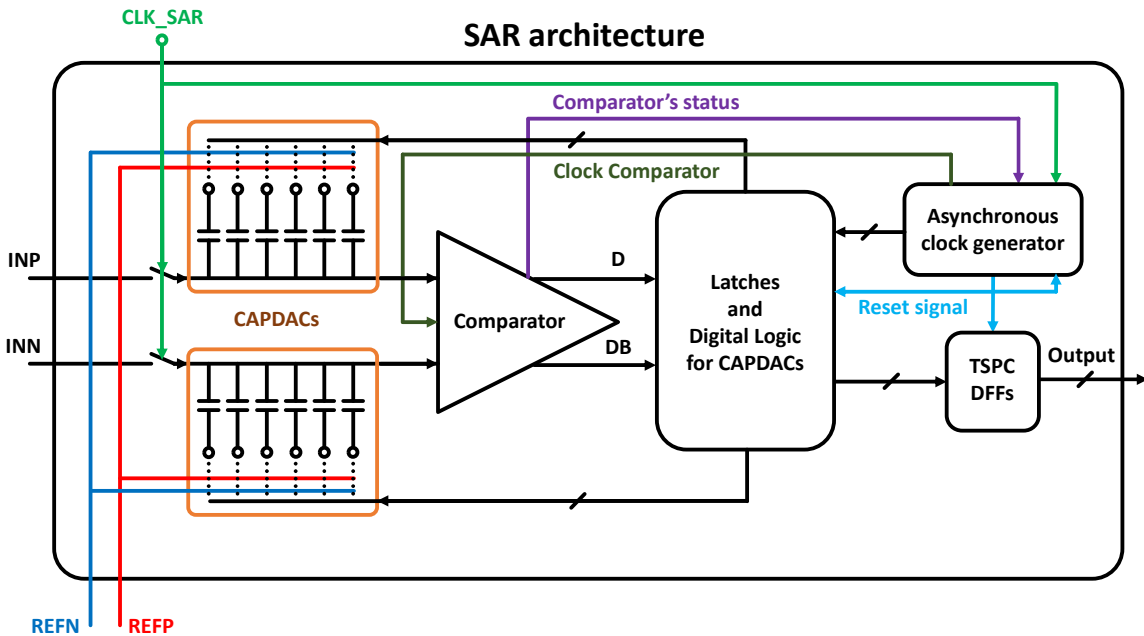 CLK_SAR
SAR architecture
Comparator's status
Clock Comparator
Asynchronous
clock generator
INP
D
Latches
and
Digital Logic
for CAPDACs
Reset signal
CAPDACs
Comparator
INN
DB
TSPC
DFFs
Output
REFN
REFP